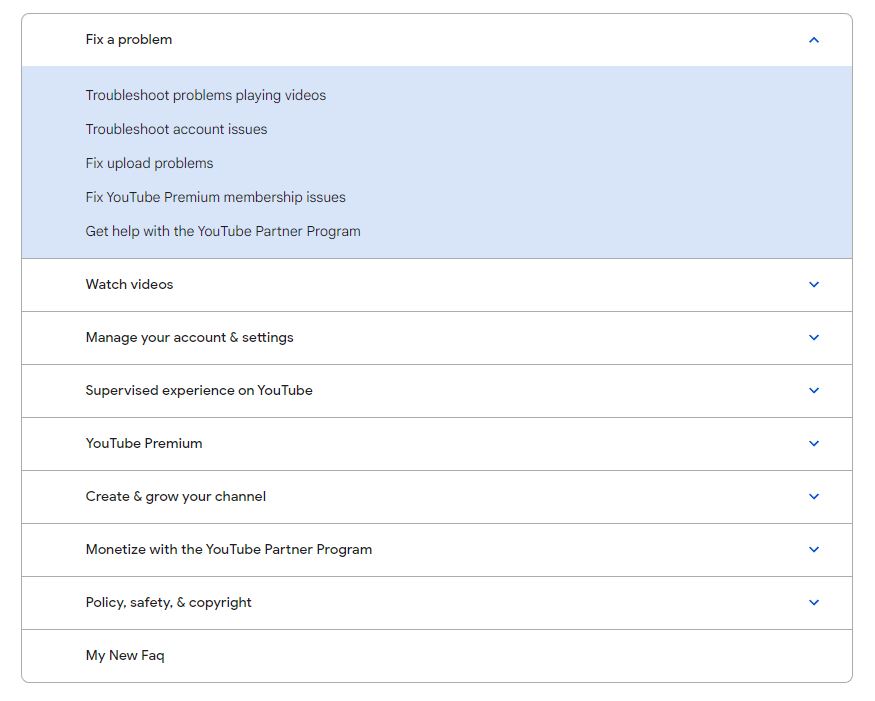 Fix a problem
Troubleshoot problems playing videos
Troubleshoot account issues
Fix upload problems
Fix YouTube Premium membership issues
Get help with the YouTube Partner Program
Watch videos
Manage your account & settings
Supervised experience on YouTube
YouTube Premium
Create & grow your channel
Monetize with the YouTube Partner Program
Policy, safety, & copyright
My New Faq